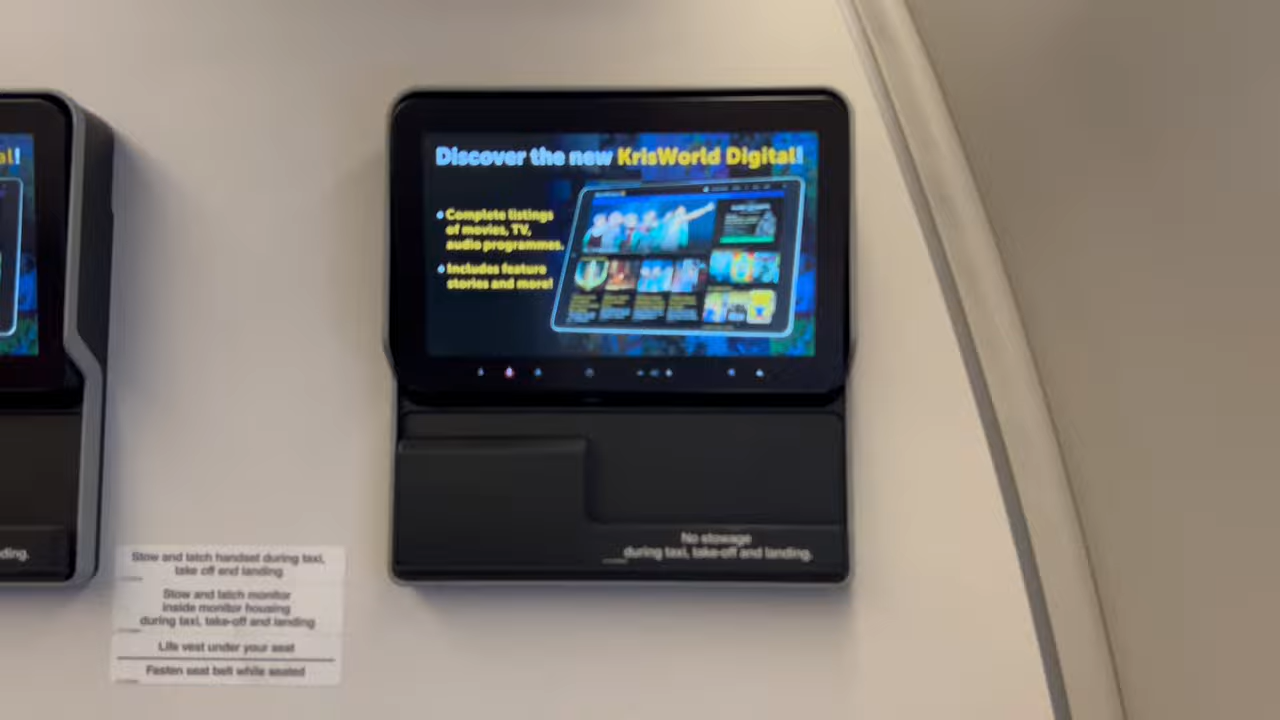 al!
Discover the new KrisWorld Digital!
• Complete listings
of movies, TV,
audio programmes.
• Includes feature
stories and more!
No stowage
during taxi, take-off and landing.
ding.
Stow and latch handset during taxi,
take off and landing
Stow and latch monitor
inside monitor housing
during taxi, take-off and landing
Life vest under your seat
Fasten seat belt while seated